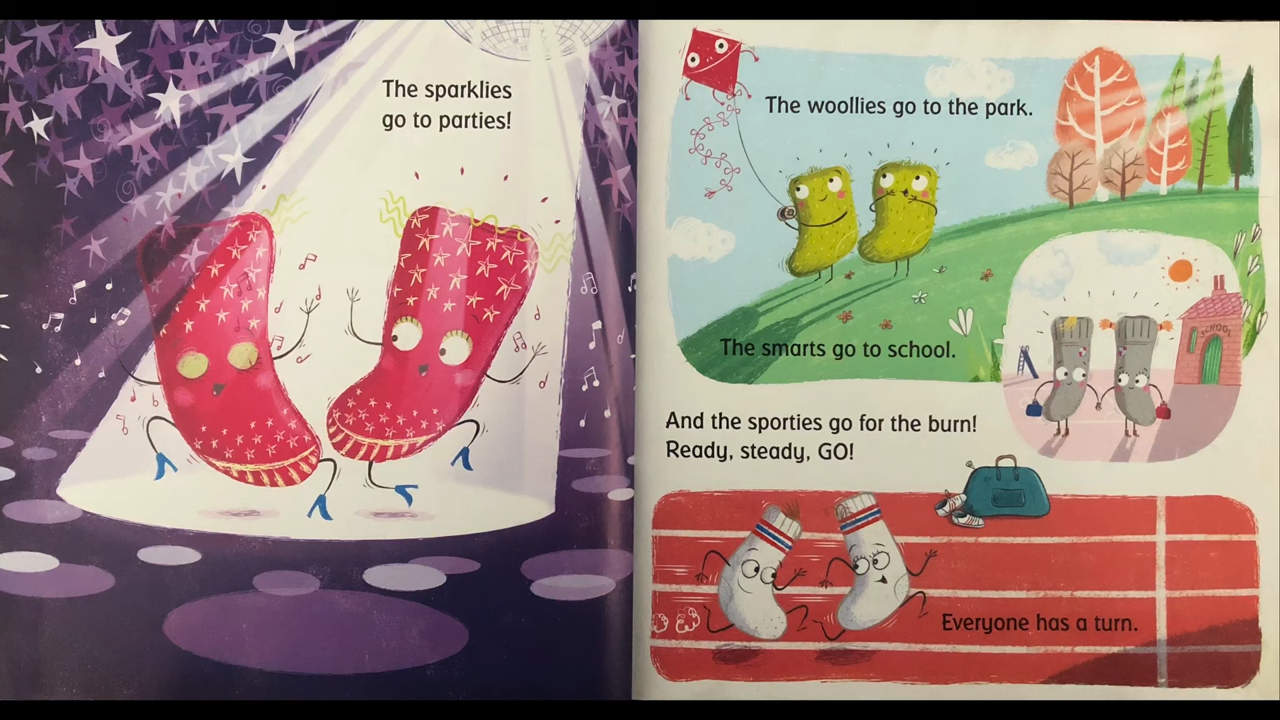 The sparklies
go to parties!
The woollies go to the park.
The smarts go to school.
SCHOOL
And the sporties go for the burn!
Ready, steady, GO!
Everyone has a turn.